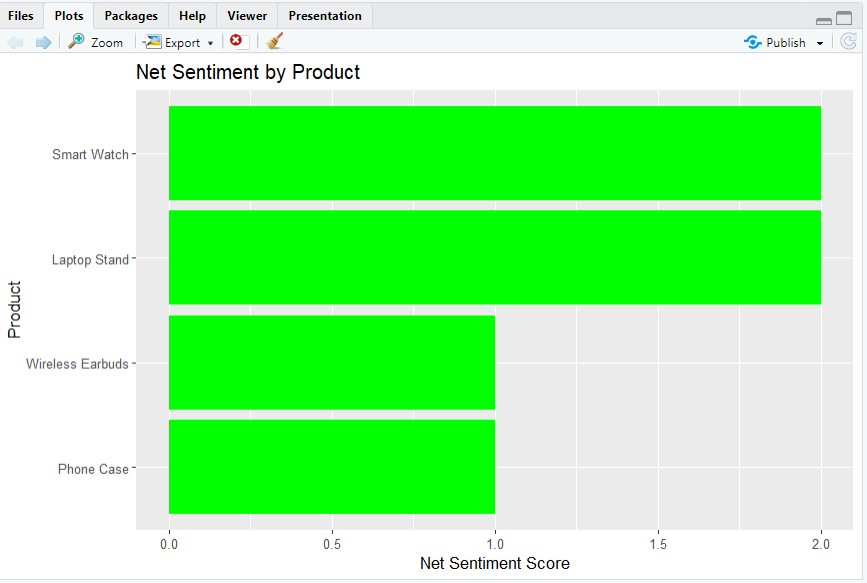 Files Plots Packages Help Viewer Presentation
Zoom Export Publish
Net Sentiment by Product
Product
Smart Watch
Laptop Stand
Wireless Earbuds
Phone Case
0.0 0.5 1.0 1.5 2.0
Net Sentiment Score